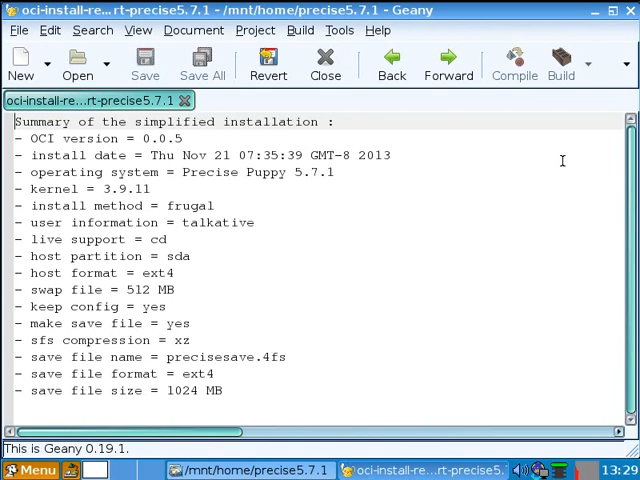 oci-install-re...rt-precise5.7.1 - /mnt/home/precise5.7.1 - Geany
File Edit Search View Document Project Build Tools Help
New Open Save Save All Revert Close Back Forward Compile Build
oci-install-re...rt-precise5.7.1
Summary of the simplified installation :
- OCI version = 0.0.5
- install date = Thu Nov 21 07:35:39 GMT-8 2013
- operating system = Precise Puppy 5.7.1
- kernel = 3.9.11
- install method = frugal
- user information = talkative
- live support = cd
- host partition = sda
- host format = ext4
- swap file = 512 MB
- keep config = yes
- make save file = yes
- sfs compression = xz
- save file name = precisesave.4fs
- save file format = ext4
- save file size = 1024 MB
This is Geany 0.19.1.
Menu /mnt/home/precise5.7.1 oci-install-re...rt-precise5.7 13:29